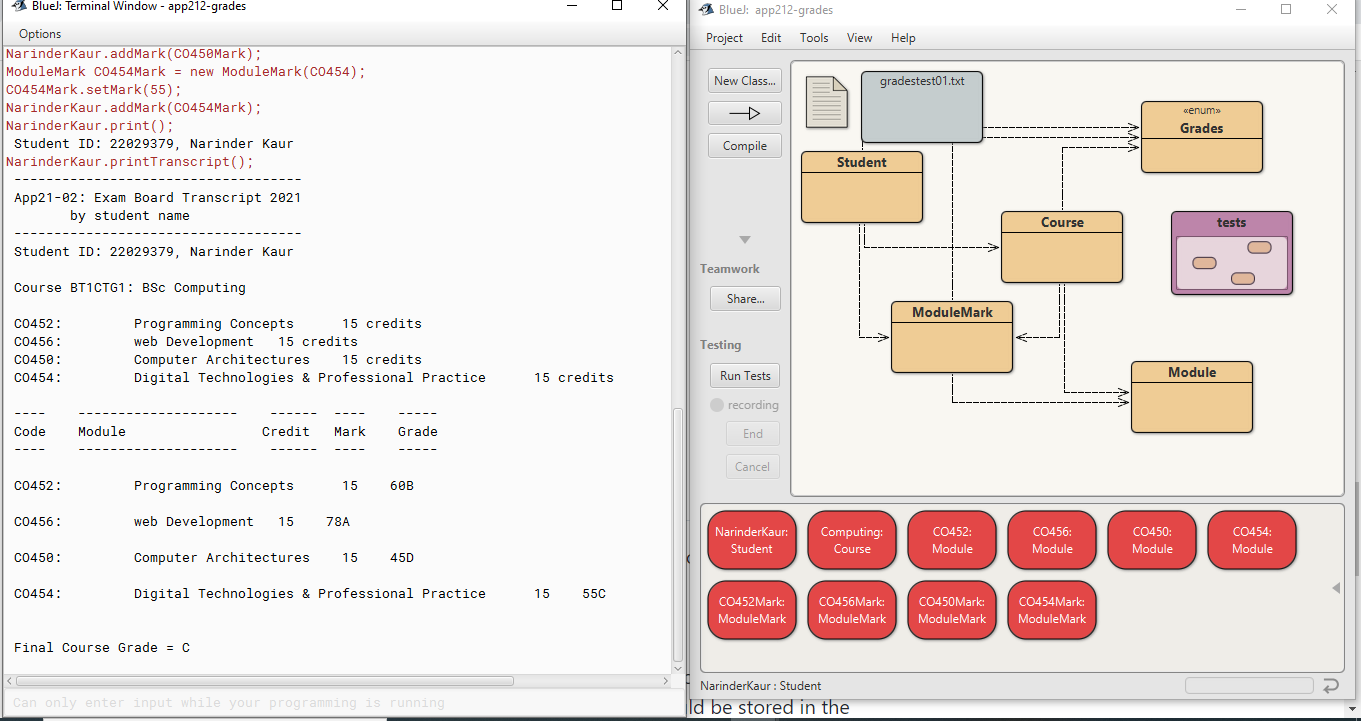 BlueJ: Terminal Window - app212-grades
Options
NarinderKaur.addMark(CO450Mark);
ModuleMark CO454Mark = new ModuleMark(CO454);
CO454Mark.setMark(55);
NarinderKaur.addMark(CO454Mark);
NarinderKaur.print();
Student ID: 22029379, Narinder Kaur
NarinderKaur.printTranscript();
------------------------------------
App21-02: Exam Board Transcript 2021
by student name
------------------------------------
Student ID: 22029379, Narinder Kaur
Course BT1CTG1: BSc Computing
CO452: Programming Concepts 15 credits
CO456: web Development 15 credits
CO450: Computer Architectures 15 credits
CO454: Digital Technologies & Professional Practice 15 credits
---- -------------------- ------ ---- -----
Code Module Credit Mark Grade
---- -------------------- ------ ---- -----
CO452: Programming Concepts 15 60B
CO456: web Development 15 78A
CO450: Computer Architectures 15 45D
CO454: Digital Technologies & Professional Practice 15 55C
Final Course Grade = C
Can only enter input while your programming is running
BlueJ: app212-grades
Project Edit Tools View Help
New Class...
Compile
Teamwork
Share...
Testing
Run Tests
recording
End
Cancel
gradestest01.txt
«enum»
Grades
Student
Course
tests
ModuleMark
Module
NarinderKaur:
Student
Computing:
Course
CO452:
Module
CO456:
Module
CO450:
Module
CO454:
Module
CO452Mark:
ModuleMark
CO456Mark:
ModuleMark
CO450Mark:
ModuleMark
CO454Mark:
ModuleMark
NarinderKaur : Student
ld be stored in the